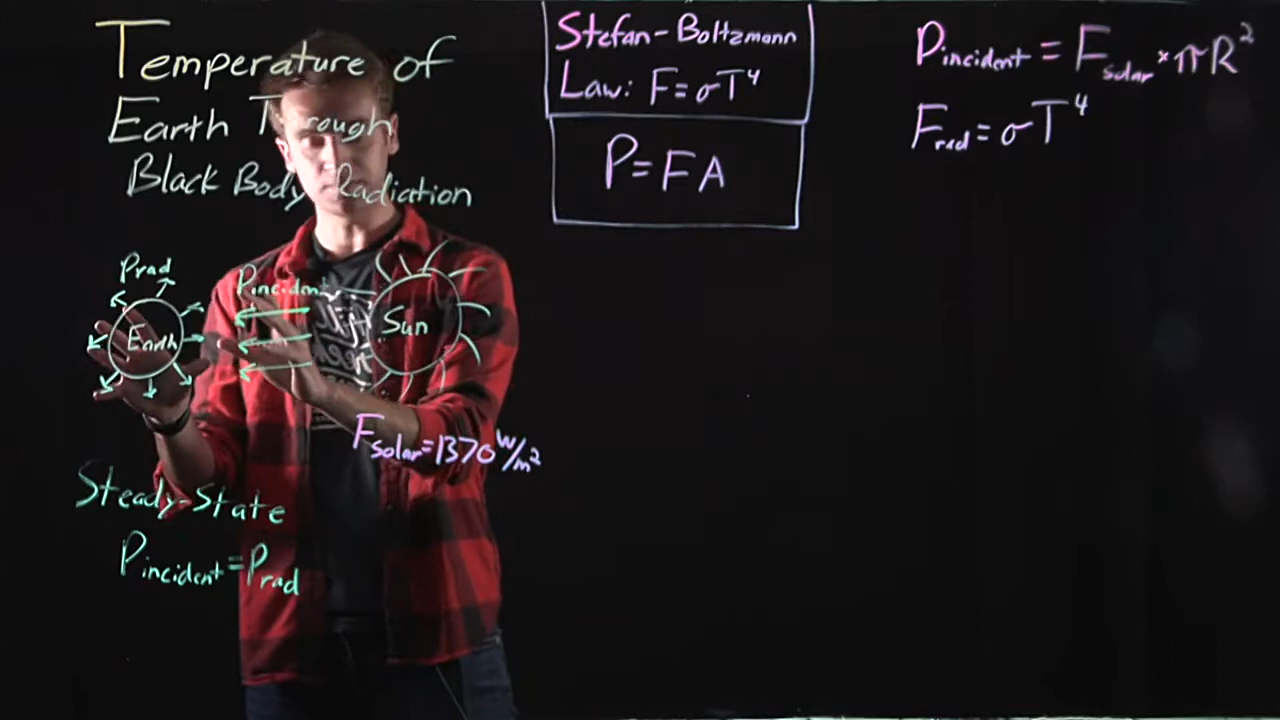 Temperature of
Earth Through
Black Body Radiation
Stefan-Boltzmann
Law: F=σT⁴
P=FA
P_incident = F_solar * πR²
F_rad = σT⁴
P_rad
P_incident
Earth
Sun
F_solar=1370 W/m²
Steady-State
P_incident=P_rad